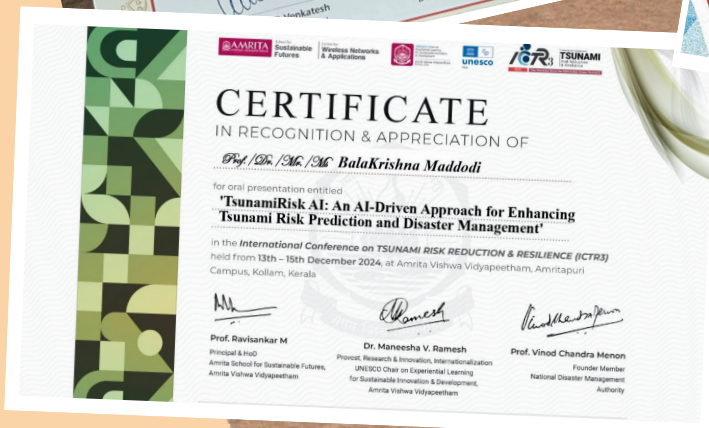 Venkatesh
AMRITA
Sustainable
Futures
Wireless Networks
& Applications
unesco
ICTR3
TSUNAMI
CERTIFICATE
IN RECOGNITION & APPRECIATION OF
Prof./Dr./Mr./Ms BalaKrishna Maddodi
for oral presentation entitled
'TsunamiRisk AI: An AI-Driven Approach for Enhancing
Tsunami Risk Prediction and Disaster Management'
in the International Conference on TSUNAMI RISK REDUCTION & RESILIENCE (ICTR3)
held from 13th – 15th December 2024, at Amrita Vishwa Vidyapeetham, Amritapuri
Campus, Kollam, Kerala
Prof. Ravisankar M
Principal & HoD
Amrita School for Sustainable Futures,
Amrita Vishwa Vidyapeetham
Dr. Maneesha V. Ramesh
Provost, Research & Innovation, Internationalization
UNESCO Chair on Experiential Learning
for Sustainable Innovation & Development,
Amrita Vishwa Vidyapeetham
Prof. Vinod Chandra Menon
Founder Member
National Disaster Management
Authority